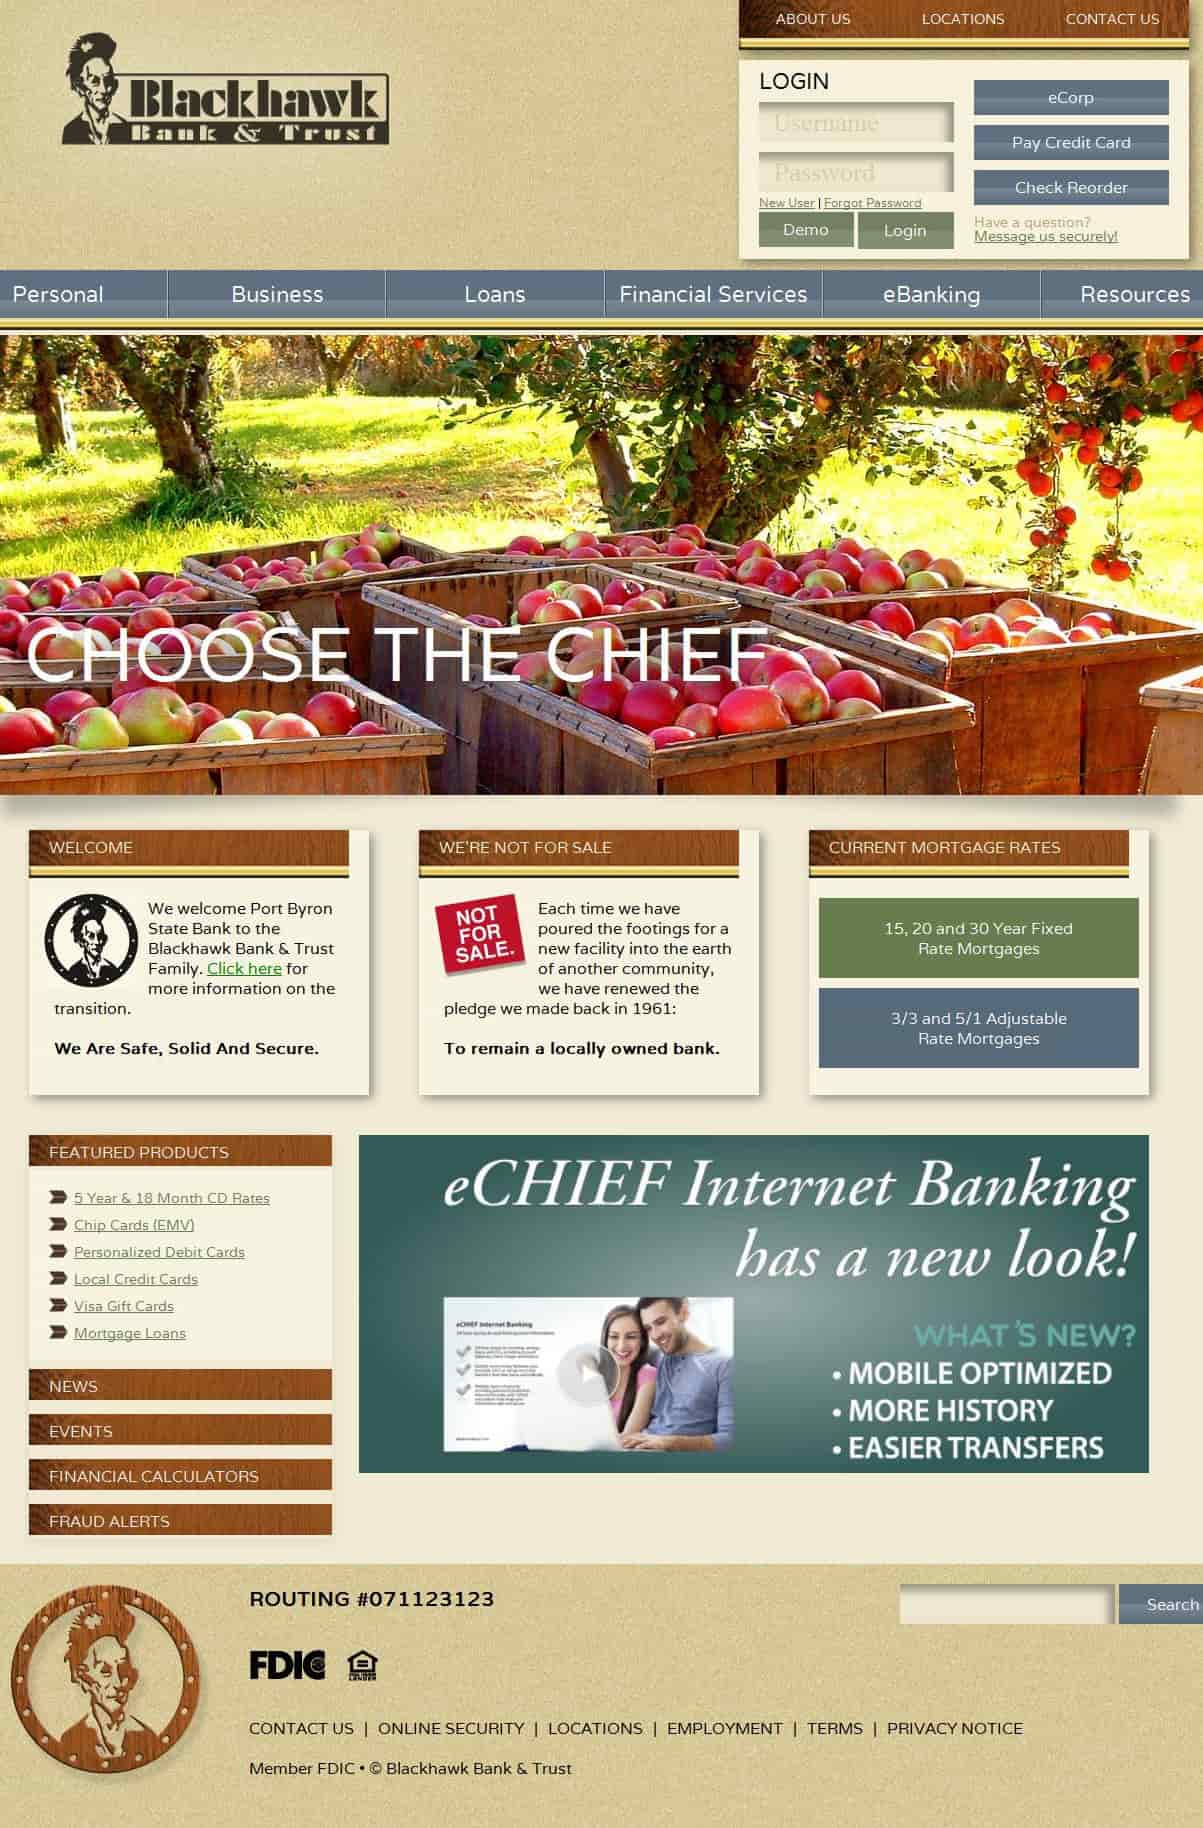 ABOUT US
LOCATIONS
CONTACT US
Blackhawk
Bank & Trust
LOGIN
Username
Password
New User | Forgot Password
Demo
Login
eCorp
Pay Credit Card
Check Reorder
Have a question?
Message us securely!
Personal
Business
Loans
Financial Services
eBanking
Resources
CHOOSE THE CHIEF
WELCOME
We welcome Port Byron
State Bank to the
Blackhawk Bank & Trust
Family. Click here for
more information on the
transition.
We Are Safe, Solid And Secure.
WE'RE NOT FOR SALE
NOT
FOR
SALE.
Each time we have
poured the footings for a
new facility into the earth
of another community,
we have renewed the
pledge we made back in 1961:
To remain a locally owned bank.
CURRENT MORTGAGE RATES
15, 20 and 30 Year Fixed
Rate Mortgages
3/3 and 5/1 Adjustable
Rate Mortgages
FEATURED PRODUCTS
5 Year & 18 Month CD Rates
Chip Cards (EMV)
Personalized Debit Cards
Local Credit Cards
Visa Gift Cards
Mortgage Loans
NEWS
EVENTS
FINANCIAL CALCULATORS
FRAUD ALERTS
eCHIEF Internet Banking
has a new look!
eCHIEF Internet Banking
WHAT'S NEW?
• MOBILE OPTIMIZED
• MORE HISTORY
• EASIER TRANSFERS
ROUTING #071123123
Search
FDIC
CONTACT US | ONLINE SECURITY | LOCATIONS | EMPLOYMENT | TERMS | PRIVACY NOTICE
Member FDIC • © Blackhawk Bank & Trust